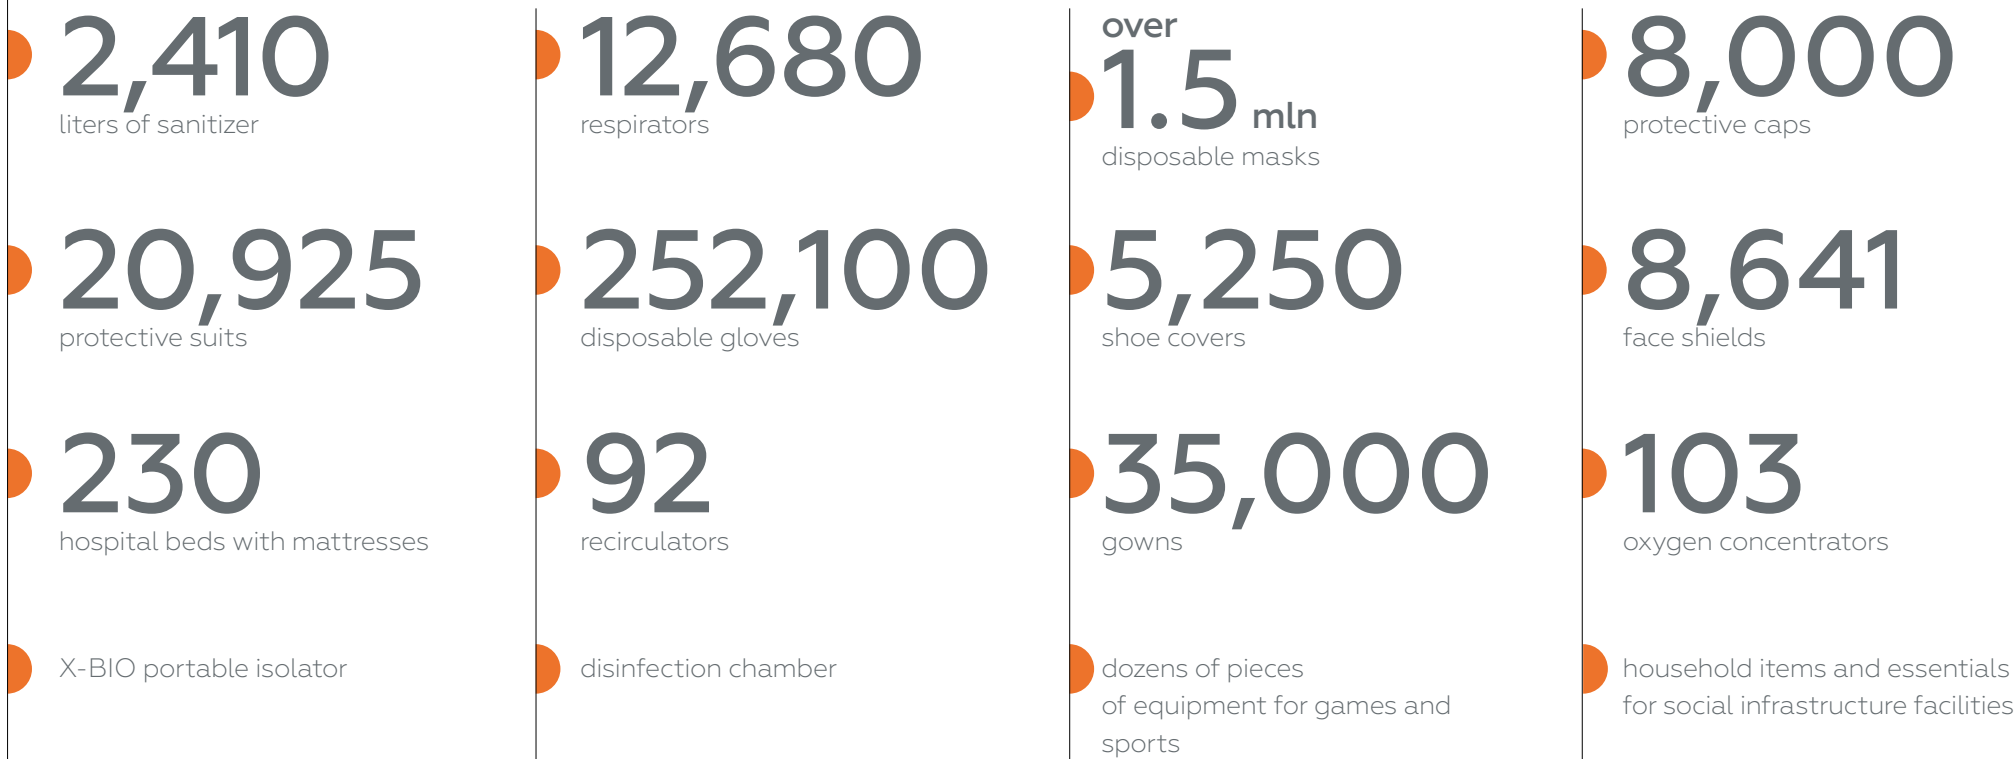 2,410
liters of sanitizer
12,680
respirators
over
1.5 mln
disposable masks
8,000
protective caps
20,925
protective suits
252,100
disposable gloves
5,250
shoe covers
8,641
face shields
230
hospital beds with mattresses
92
recirculators
35,000
gowns
103
oxygen concentrators
X-BIO portable isolator
disinfection chamber
dozens of pieces
of equipment for games and
sports
household items and essentials
for social infrastructure facilities